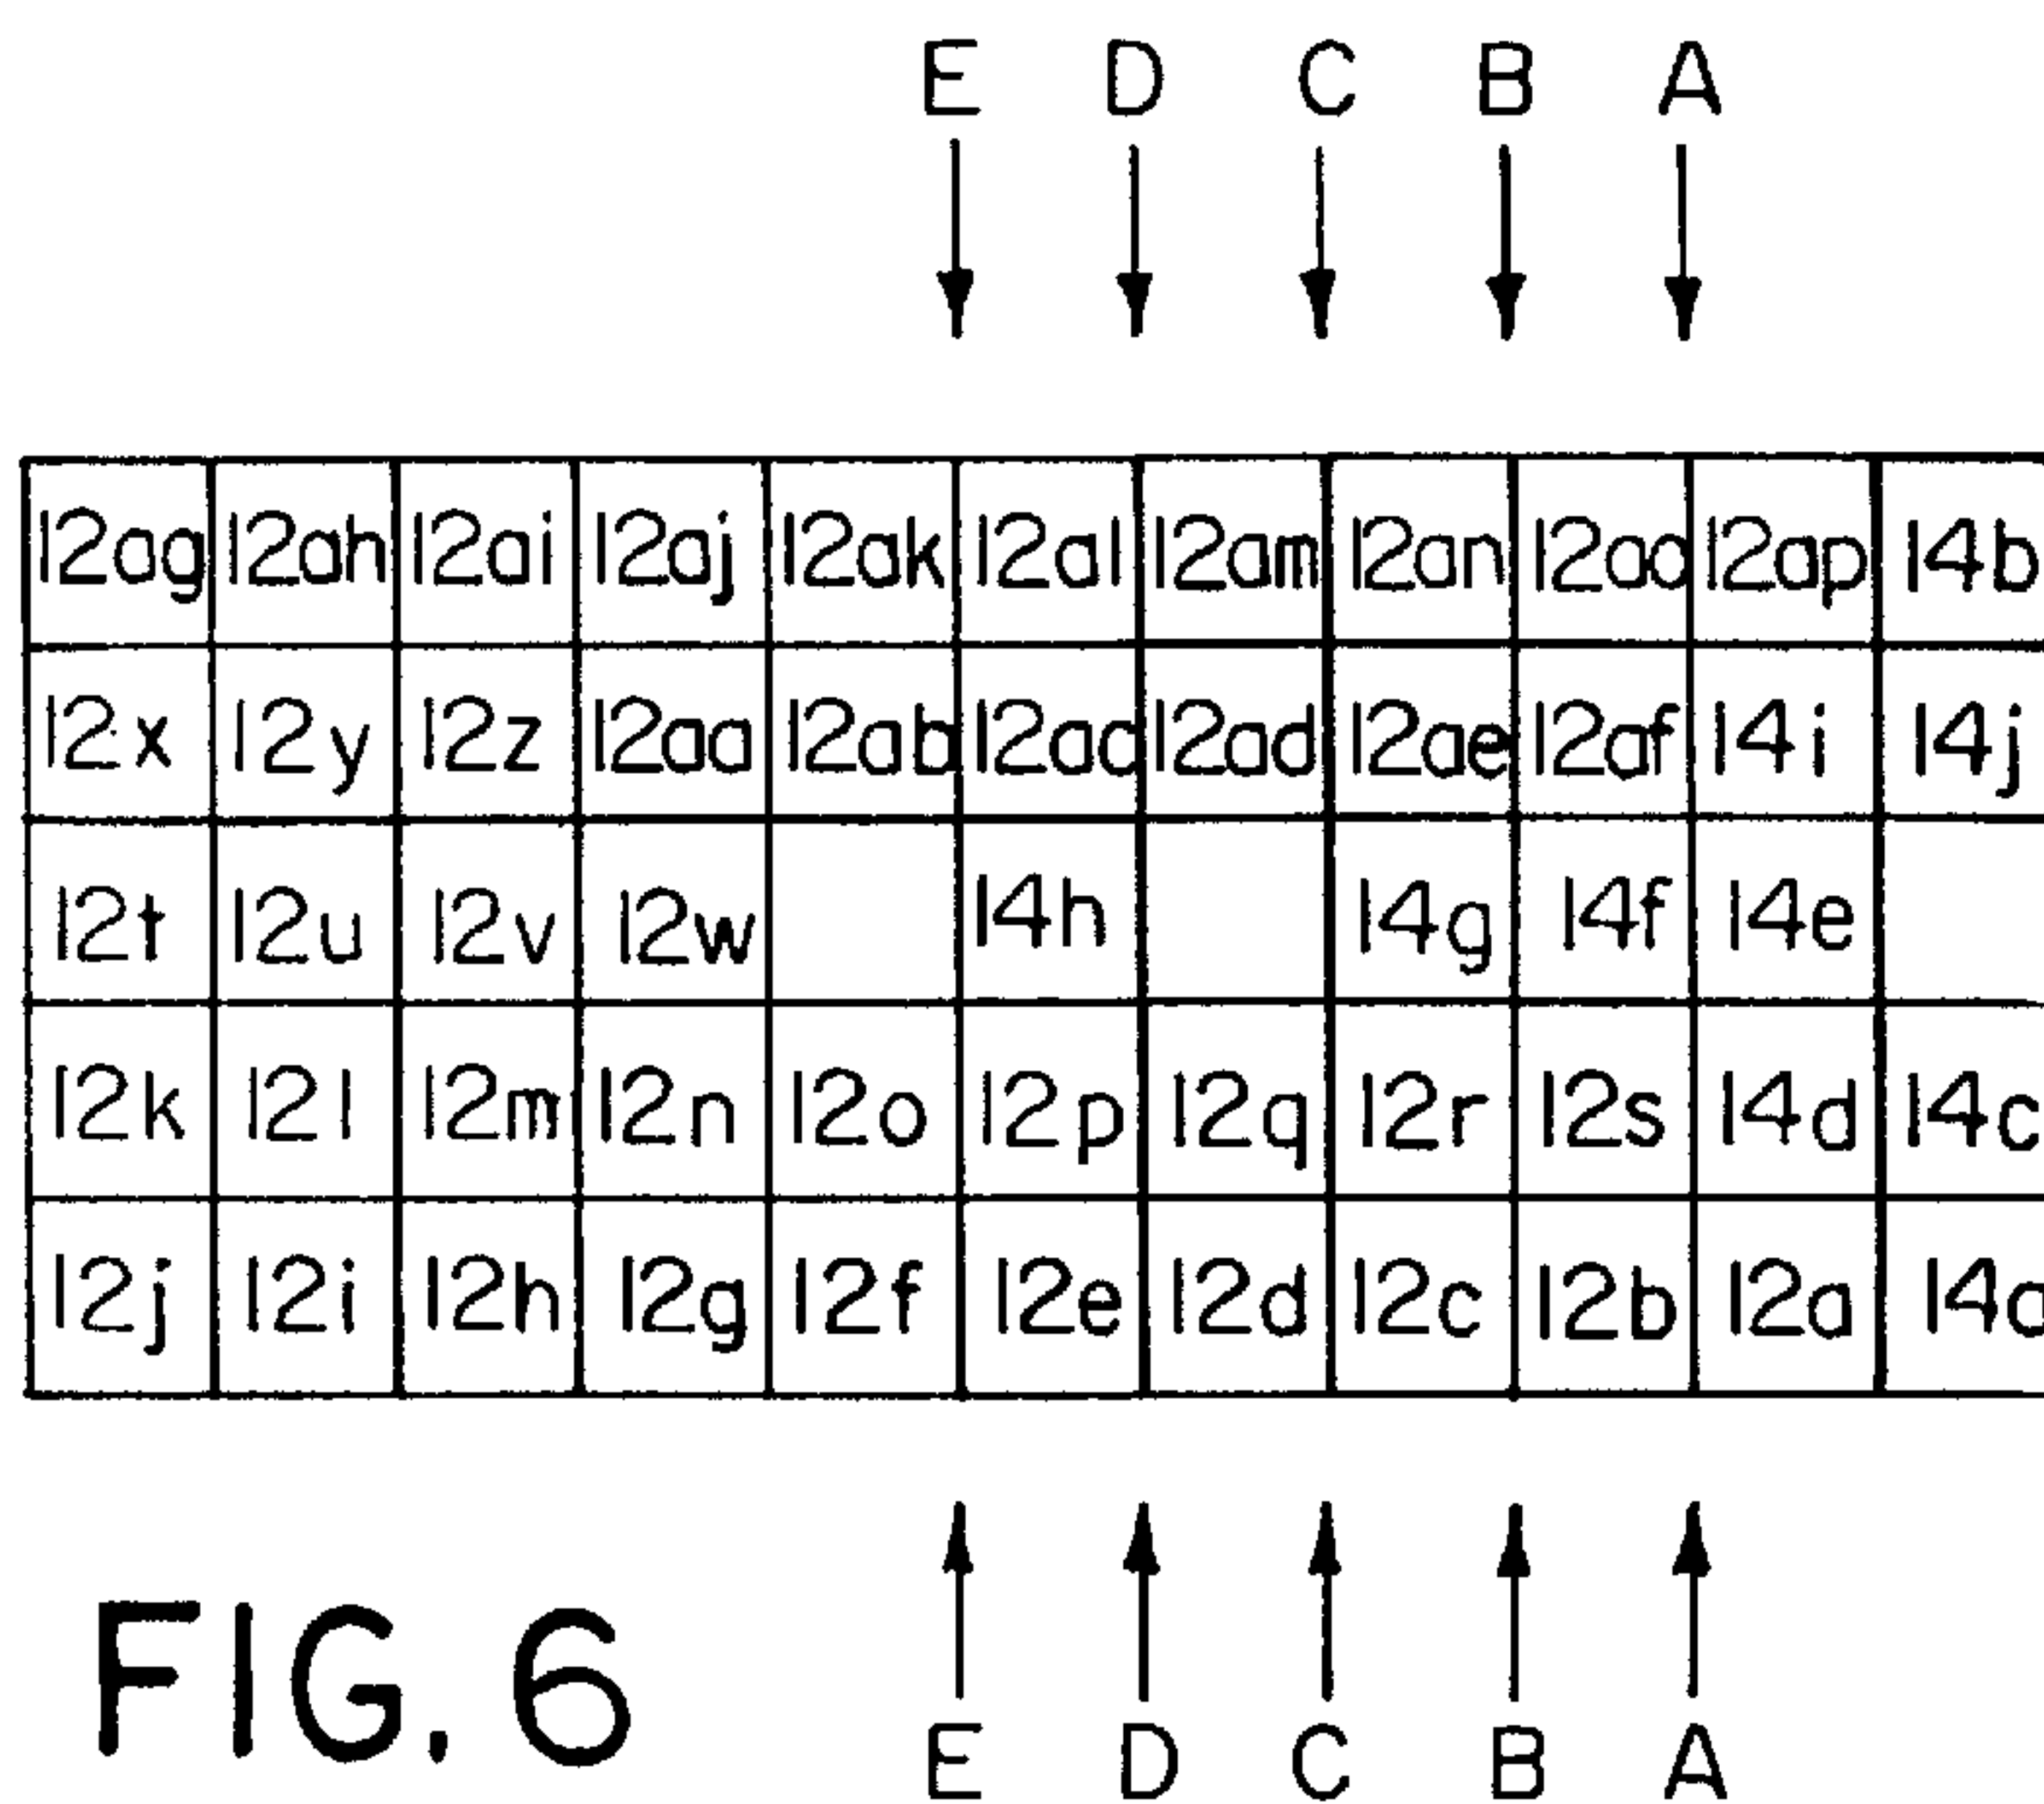 E D C B A
12ag 12ah 12ai 12aj 12ak 12al 12am 12an 12ao 12ap 14b
12x 12y 12z 12aa 12ab 12ac 12ad 12ae 12af 14i 14j
12t 12u 12v 12w 14h 14g 14f 14e
12k 12l 12m 12n 12o 12p 12q 12r 12s 14d 14c
12j 12i 12h 12g 12f 12e 12d 12c 12b 12a 14a
E D C B A
FIG. 6